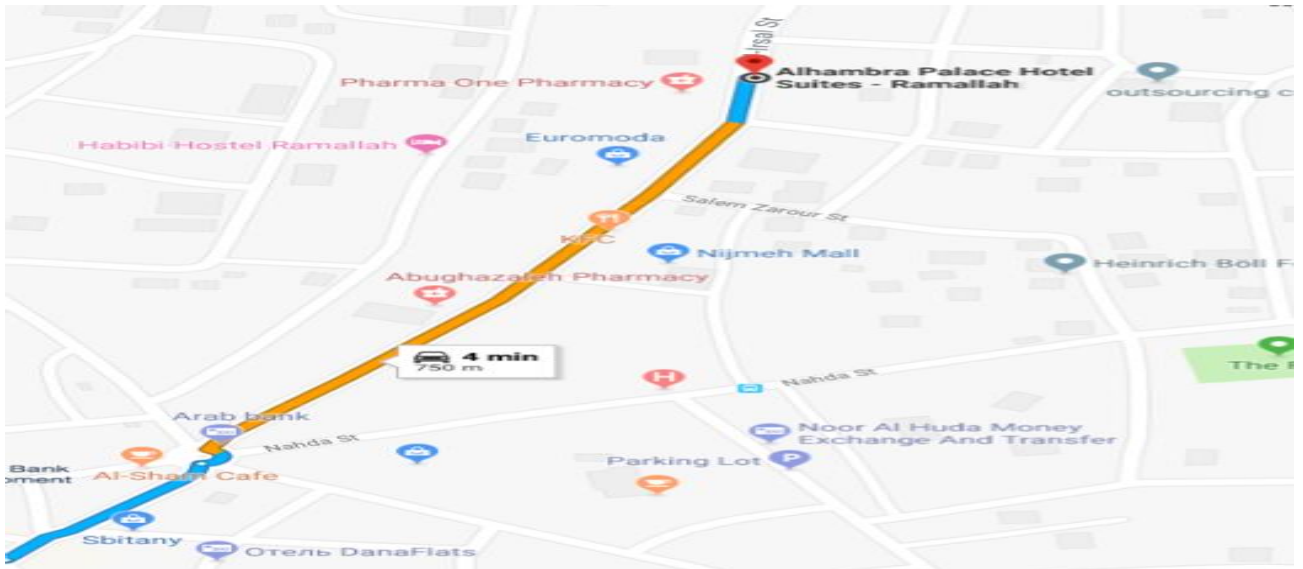 -Irsal St
Alhambra Palace Hotel
Suites - Ramallah
Pharma One Pharmacy
outsourcing c
Euromoda
Habibi Hostel Ramallah
Salem Zarour St
KFC
Nijmeh Mall
Heinrich Böll F
Abughazaleh Pharmacy
4 min
750 m
The
H
Nahda St
Arab bank
Nahda St
Noor Al Huda Money
Exchange And Transfer
Parking Lot
P
Bank
oment
Al-Sham Cafe
Sbitany
Отель DanaFlats